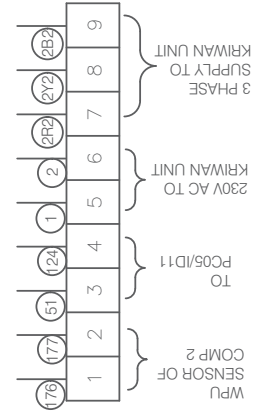 WPU
SENSOR OF
COMP 2
1
176
2
177
TO
PC05/ID11
3
51
4
124
230V AC TO
KRIWAN UNIT
5
1
6
2
3 PHASE
SUPPLY TO
KRIWAN UNIT
7
2R2
8
2Y2
9
2B2